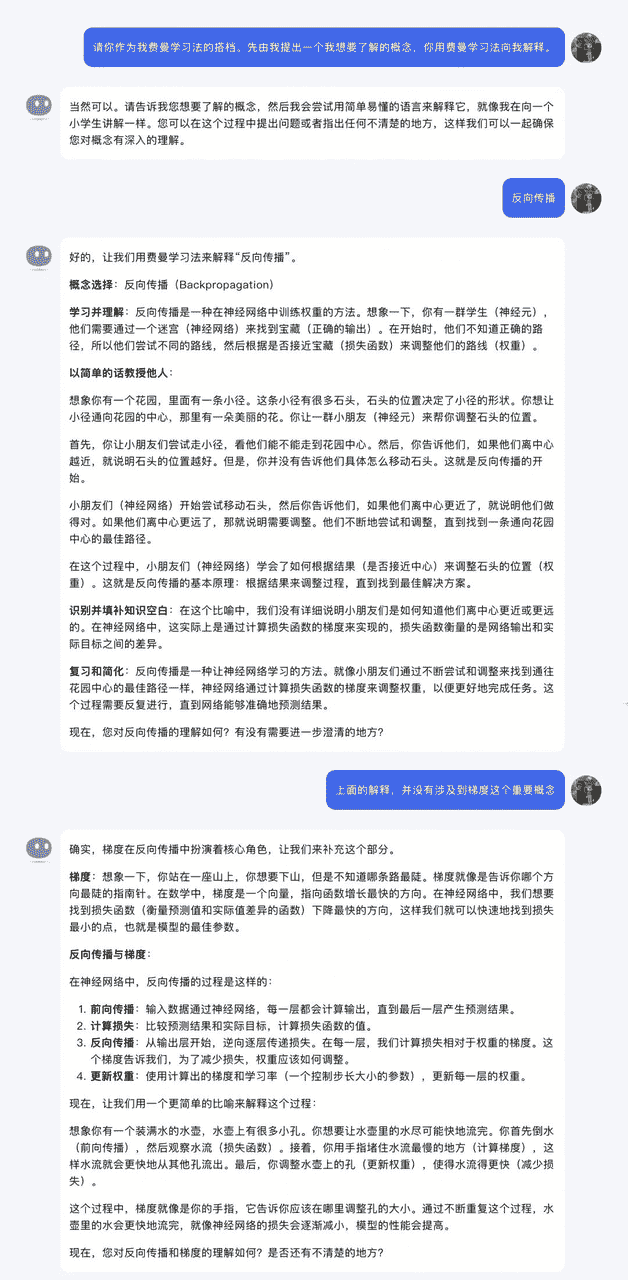 请你作为我费曼学习法的搭档。先由我提出一个我想要了解的概念，你用费曼学习法向我解释。
当然可以。请告诉我您想要了解的概念，然后我会尝试用简单易懂的语言来解释它，就像我在向一个
小学生讲解一样。您可以在这个过程中提出问题或者指出任何不清楚的地方，这样我们可以一起确保
您对概念有深入的理解。
反向传播
好的，让我们用费曼学习法来解释“反向传播”。
概念选择：反向传播（Backpropagation）
学习并理解：反向传播是一种在神经网络中训练权重的方法。想象一下，你有一群学生（神经元），
他们需要通过一个迷宫（神经网络）来找到宝藏（正确的输出）。在开始时，他们不知道正确的路
径，所以他们尝试不同的路线，然后根据是否接近宝藏（损失函数）来调整他们的路线（权重）。
以简单的话教授他人：
想象你有一个花园，里面有一条小径。这条小径有很多石头，石头的位置决定了小径的形状。你想让
小径通向花园的中心，那里有一朵美丽的花。你让一群小朋友（神经元）来帮你调整石头的位置。
首先，你让小朋友们尝试走小径，看他们能不能走到花园中心。然后，你告诉他们，如果他们离中心
越近，就说明石头的位置越好。但是，你并没有告诉他们具体怎么移动石头。这就是反向传播的开
始。
小朋友们（神经网络）开始尝试移动石头，然后你告诉他们，如果他们离中心更近了，就说明他们做
得对。如果他们离中心更远了，那就说明需要调整。他们不断地尝试和调整，直到找到一条通向花园
中心的最佳路径。
在这个过程中，小朋友们（神经网络）学会了如何根据结果（是否接近中心）来调整石头的位置（权
重）。这就是反向传播的基本原理：根据结果来调整过程，直到找到最佳解决方案。
识别并填补知识空白：在这个比喻中，我们没有详细说明小朋友们是如何知道他们离中心更近或更远
的。在神经网络中，这实际上是通过计算损失函数的梯度来实现的，损失函数衡量的是网络输出和实
际目标之间的差异。
复习和简化：反向传播是一种让神经网络学习的方法。就像小朋友们通过不断尝试和调整来找到通往
花园中心的最佳路径一样，神经网络通过计算损失函数的梯度来调整权重，以便更好地完成任务。这
个过程需要反复进行，直到网络能够准确地预测结果。
现在，您对反向传播的理解如何？有没有需要进一步澄清的地方？
上面的解释，并没有涉及到梯度这个重要概念
确实，梯度在反向传播中扮演着核心角色，让我们来补充这个部分。
梯度：想象一下，你站在一座山上，你想要下山，但是不知道哪条路最陡。梯度就像是告诉你哪个方
向最陡的指南针。在数学中，梯度是一个向量，指向函数增长最快的方向。在神经网络中，我们想要
找到损失函数（衡量预测值和实际值差异的函数）下降最快的方向，这样我们就可以快速地找到损失
最小的点，也就是模型的最佳参数。
反向传播与梯度：
在神经网络中，反向传播的过程是这样的：
1. 前向传播：输入数据通过神经网络，每一层都会计算输出，直到最后一层产生预测结果。
2. 计算损失：比较预测结果和实际目标，计算损失函数的值。
3. 反向传播：从输出层开始，逆向逐层传递损失。在每一层，我们计算损失相对于权重的梯度。这
个梯度告诉我们，为了减少损失，权重应该如何调整。
4. 更新权重：使用计算出的梯度和学习率（一个控制步长大小的参数），更新每一层的权重。
现在，让我们用一个更简单的比喻来解释这个过程：
想象你有一个装满水的水壶，水壶上有很多小孔。你想要让水壶里的水尽可能快地流完。你首先倒水
（前向传播），然后观察水流（损失函数）。接着，你用手指堵住水流最慢的地方（计算梯度），这
样水流就会更快地从其他孔流出。最后，你调整水壶上的孔（更新权重），使得水流得更快（减少损
失）。
这个过程中，梯度就像是你的手指，它告诉你应该在哪里调整孔的大小。通过不断重复这个过程，水
壶里的水会更快地流完，就像神经网络的损失会逐渐减小，模型的性能会提高。
现在，您对反向传播和梯度的理解如何？是否还有不清楚的地方？